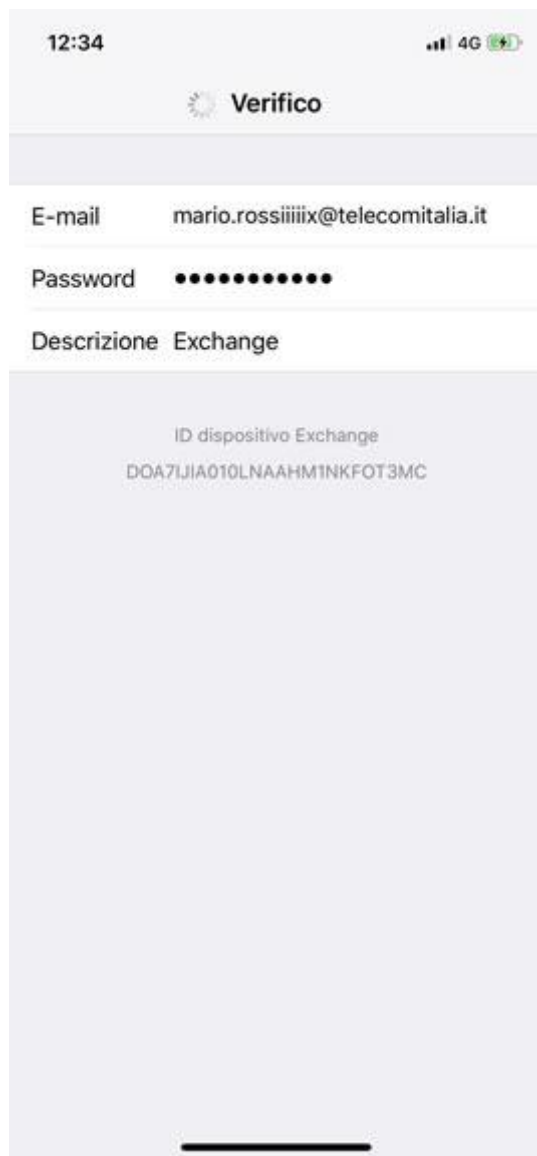 12:34 4G
Verifico
E-mail mario.rossiiiiix@telecomitalia.it
Password ●●●●●●●●●●●
Descrizione Exchange
ID dispositivo Exchange
DOA7IJIA010LNAAHM1NKFOT3MC